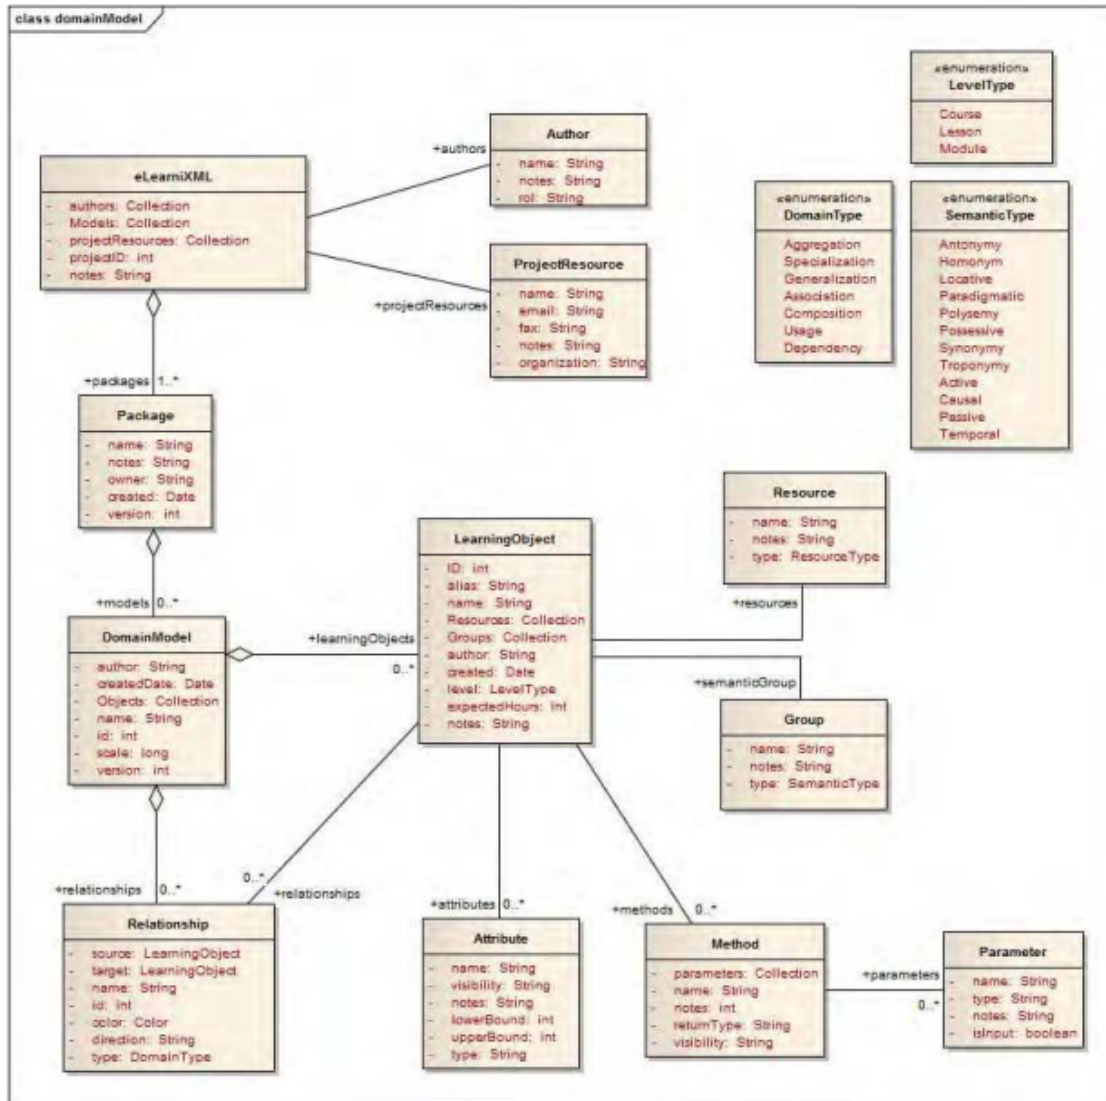 class domainModel
«enumeration»
LevelType
Course
Lesson
Module
Author
- name: String
- notes: String
- rol: String
+authors
eLearniXML
- authors: Collection
- Models: Collection
- projectResources: Collection
- projectID: int
- notes: String
«enumeration»
DomainType
Aggregation
Specialization
Generalization
Association
Composition
Usage
Dependency
«enumeration»
SemanticType
Antonymy
Homonym
Locative
Paradigmatic
Polysemy
Possessive
Synonymy
Troponymy
Active
Causal
Passive
Temporal
ProjectResource
- name: String
- email: String
- fax: String
- notes: String
- organization: String
+projectResources
+packages 1..*
Package
- name: String
- notes: String
- owner: String
- created: Date
- version: int
Resource
- name: String
- notes: String
- type: ResourceType
+resources
LearningObject
- ID: int
- alias: String
- name: String
- Resources: Collection
- Groups: Collection
- author: String
- created: Date
- level: LevelType
- expectedHours: int
- notes: String
+models 0..*
DomainModel
- author: String
- createdDate: Date
- Objects: Collection
- name: String
- id: int
- scale: long
- version: int
+learningObjects
0..*
+semanticGroup
Group
- name: String
- notes: String
- type: SemanticType
+relationships 0..*
0..*
+relationships
+attributes 0..*
+methods 0..*
Relationship
- source: LearningObject
- target: LearningObject
- name: String
- id: int
- color: Color
- direction: String
- type: DomainType
Attribute
- name: String
- visibility: String
- notes: String
- lowerBound: int
- upperBound: int
- type: String
Method
- parameters: Collection
- name: String
- notes: int
- returnType: String
- visibility: String
+parameters
0..*
Parameter
- name: String
- type: String
- notes: String
- isInput: boolean